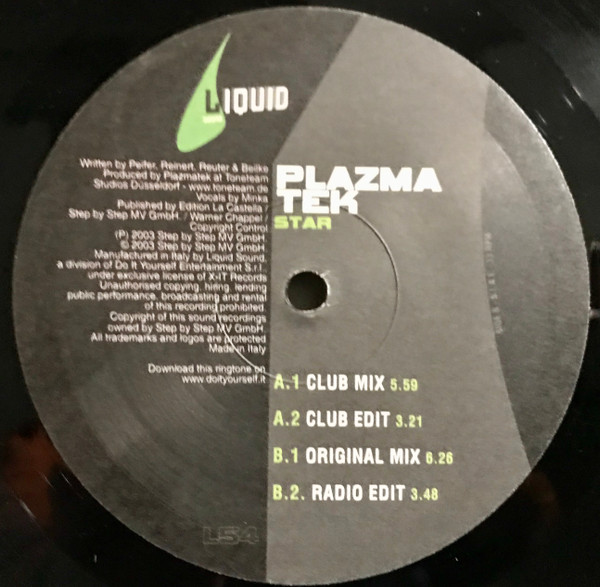 LIQUID
Written by Peifer, Reinert, Reuter & Beilke
Produced by Plazmatek at Toneteam
Studios Düsseldorf - www.toneteam.de
Vocals by Minka
Published by Edition La Castella /
Step by Step MV GmbH. / Warner Chappel /
Copyright Control
(P) 2003 Step by Step MV GmbH.
© 2003 Step by Step MV GmbH.
Manufactured in Italy by Liquid Sound,
a division of Do It Yourself Entertainment S.r.l.,
under exclusive license of X-IT Records
Unauthorised copying, hiring, lending
public performance, broadcasting and rental
of this recording prohibited.
Copyright of this sound recordings
owned by Step by Step MV GmbH.
All trademarks and logos are protected
Made in Italy
Download this ringtone on
www.doityourself.it
PLAZMA
TEK
STAR
A.1 CLUB MIX 5.59
A.2 CLUB EDIT 3.21
B.1 ORIGINAL MIX 6.26
B.2. RADIO EDIT 3.48